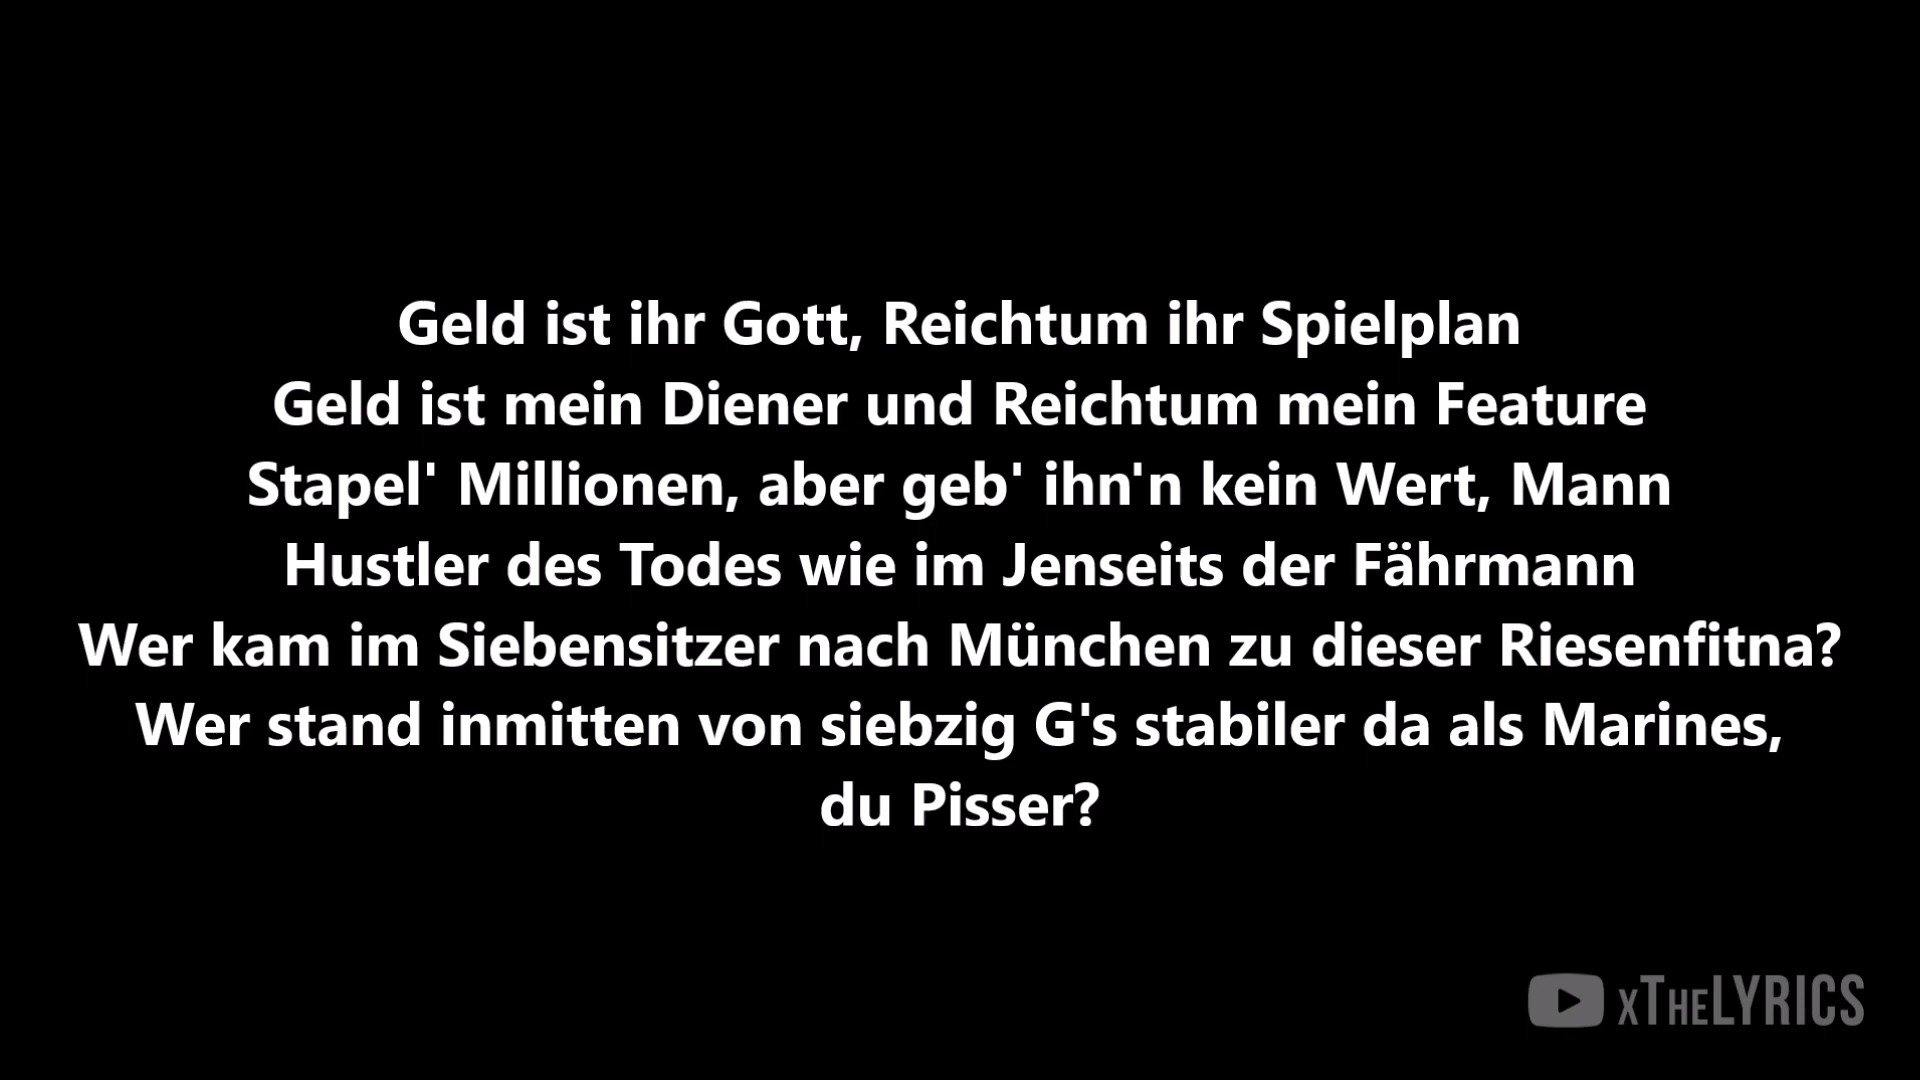 Geld ist ihr Gott, Reichtum ihr Spielplan
Geld ist mein Diener und Reichtum mein Feature
Stapel' Millionen, aber geb' ihn'n kein Wert, Mann
Hustler des Todes wie im Jenseits der Fährmann
Wer kam im Siebensitzer nach München zu dieser Riesenfitna?
Wer stand inmitten von siebzig G's stabiler da als Marines,
du Pisser?
xTheLYRICS